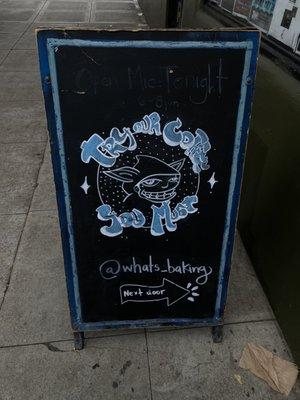 Open Mic Tonight
6-8pm
Try Our Coffee
You Must
@whats_baking
Next door